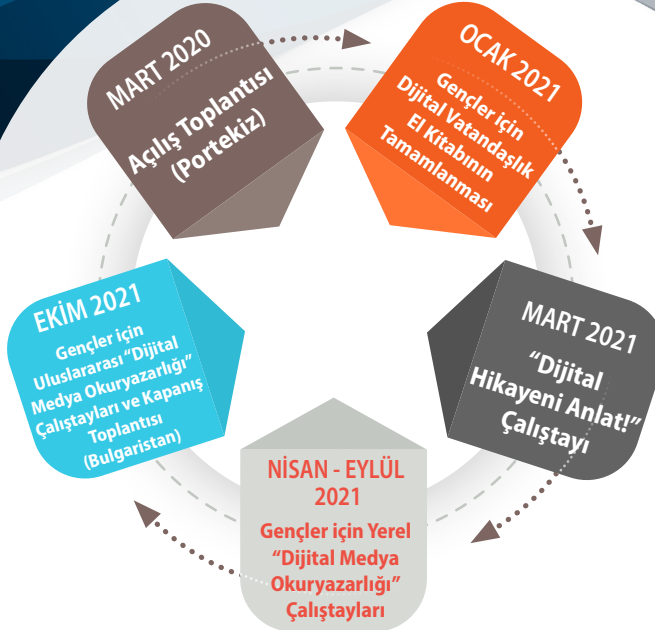 MART 2020
Açılış Toplantısı
(Portekiz)
OCAK 2021
Gençler için
Dijital Vatandaşlık
El Kitabının
Tamamlanması
MART 2021
“Dijital
Hikayeni Anlat!”
Çalıştayı
NİSAN - EYLÜL
2021
Gençler için Yerel
“Dijital Medya
Okuryazarlığı”
Çalıştayları
EKİM 2021
Gençler için
Uluslararası “Dijital
Medya Okuryazarlığı”
Çalıştayları ve Kapanış
Toplantısı
(Bulgaristan)